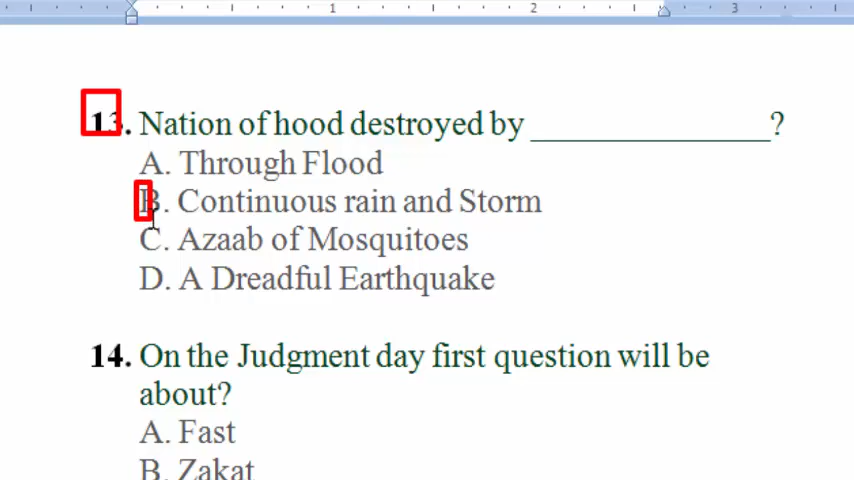 1 2 3
13. Nation of hood destroyed by ________________?
A. Through Flood
B. Continuous rain and Storm
C. Azaab of Mosquitoes
D. A Dreadful Earthquake
14. On the Judgment day first question will be
about?
A. Fast
B. Zakat